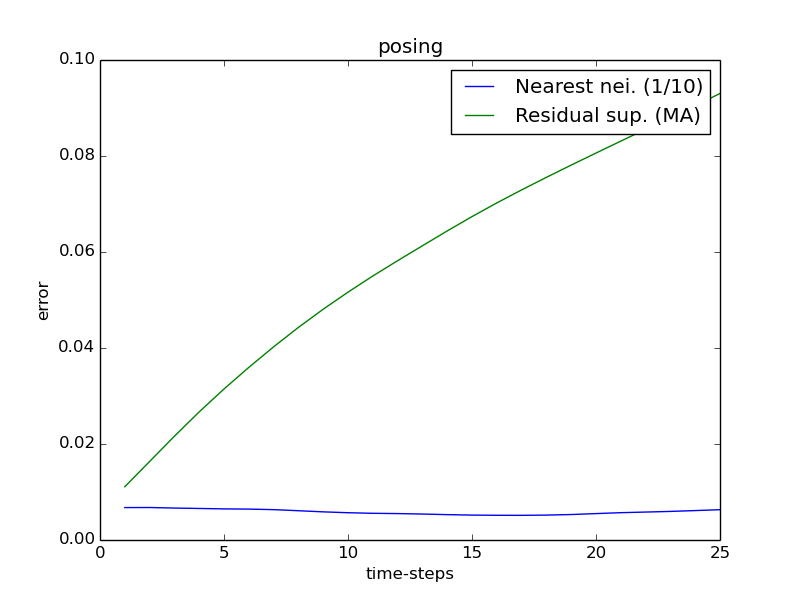 posing
Nearest nei. (1/10)
Residual sup. (MA)
0.10
0.08
0.06
0.04
0.02
0.00
error
0 5 10 15 20 25
time-steps